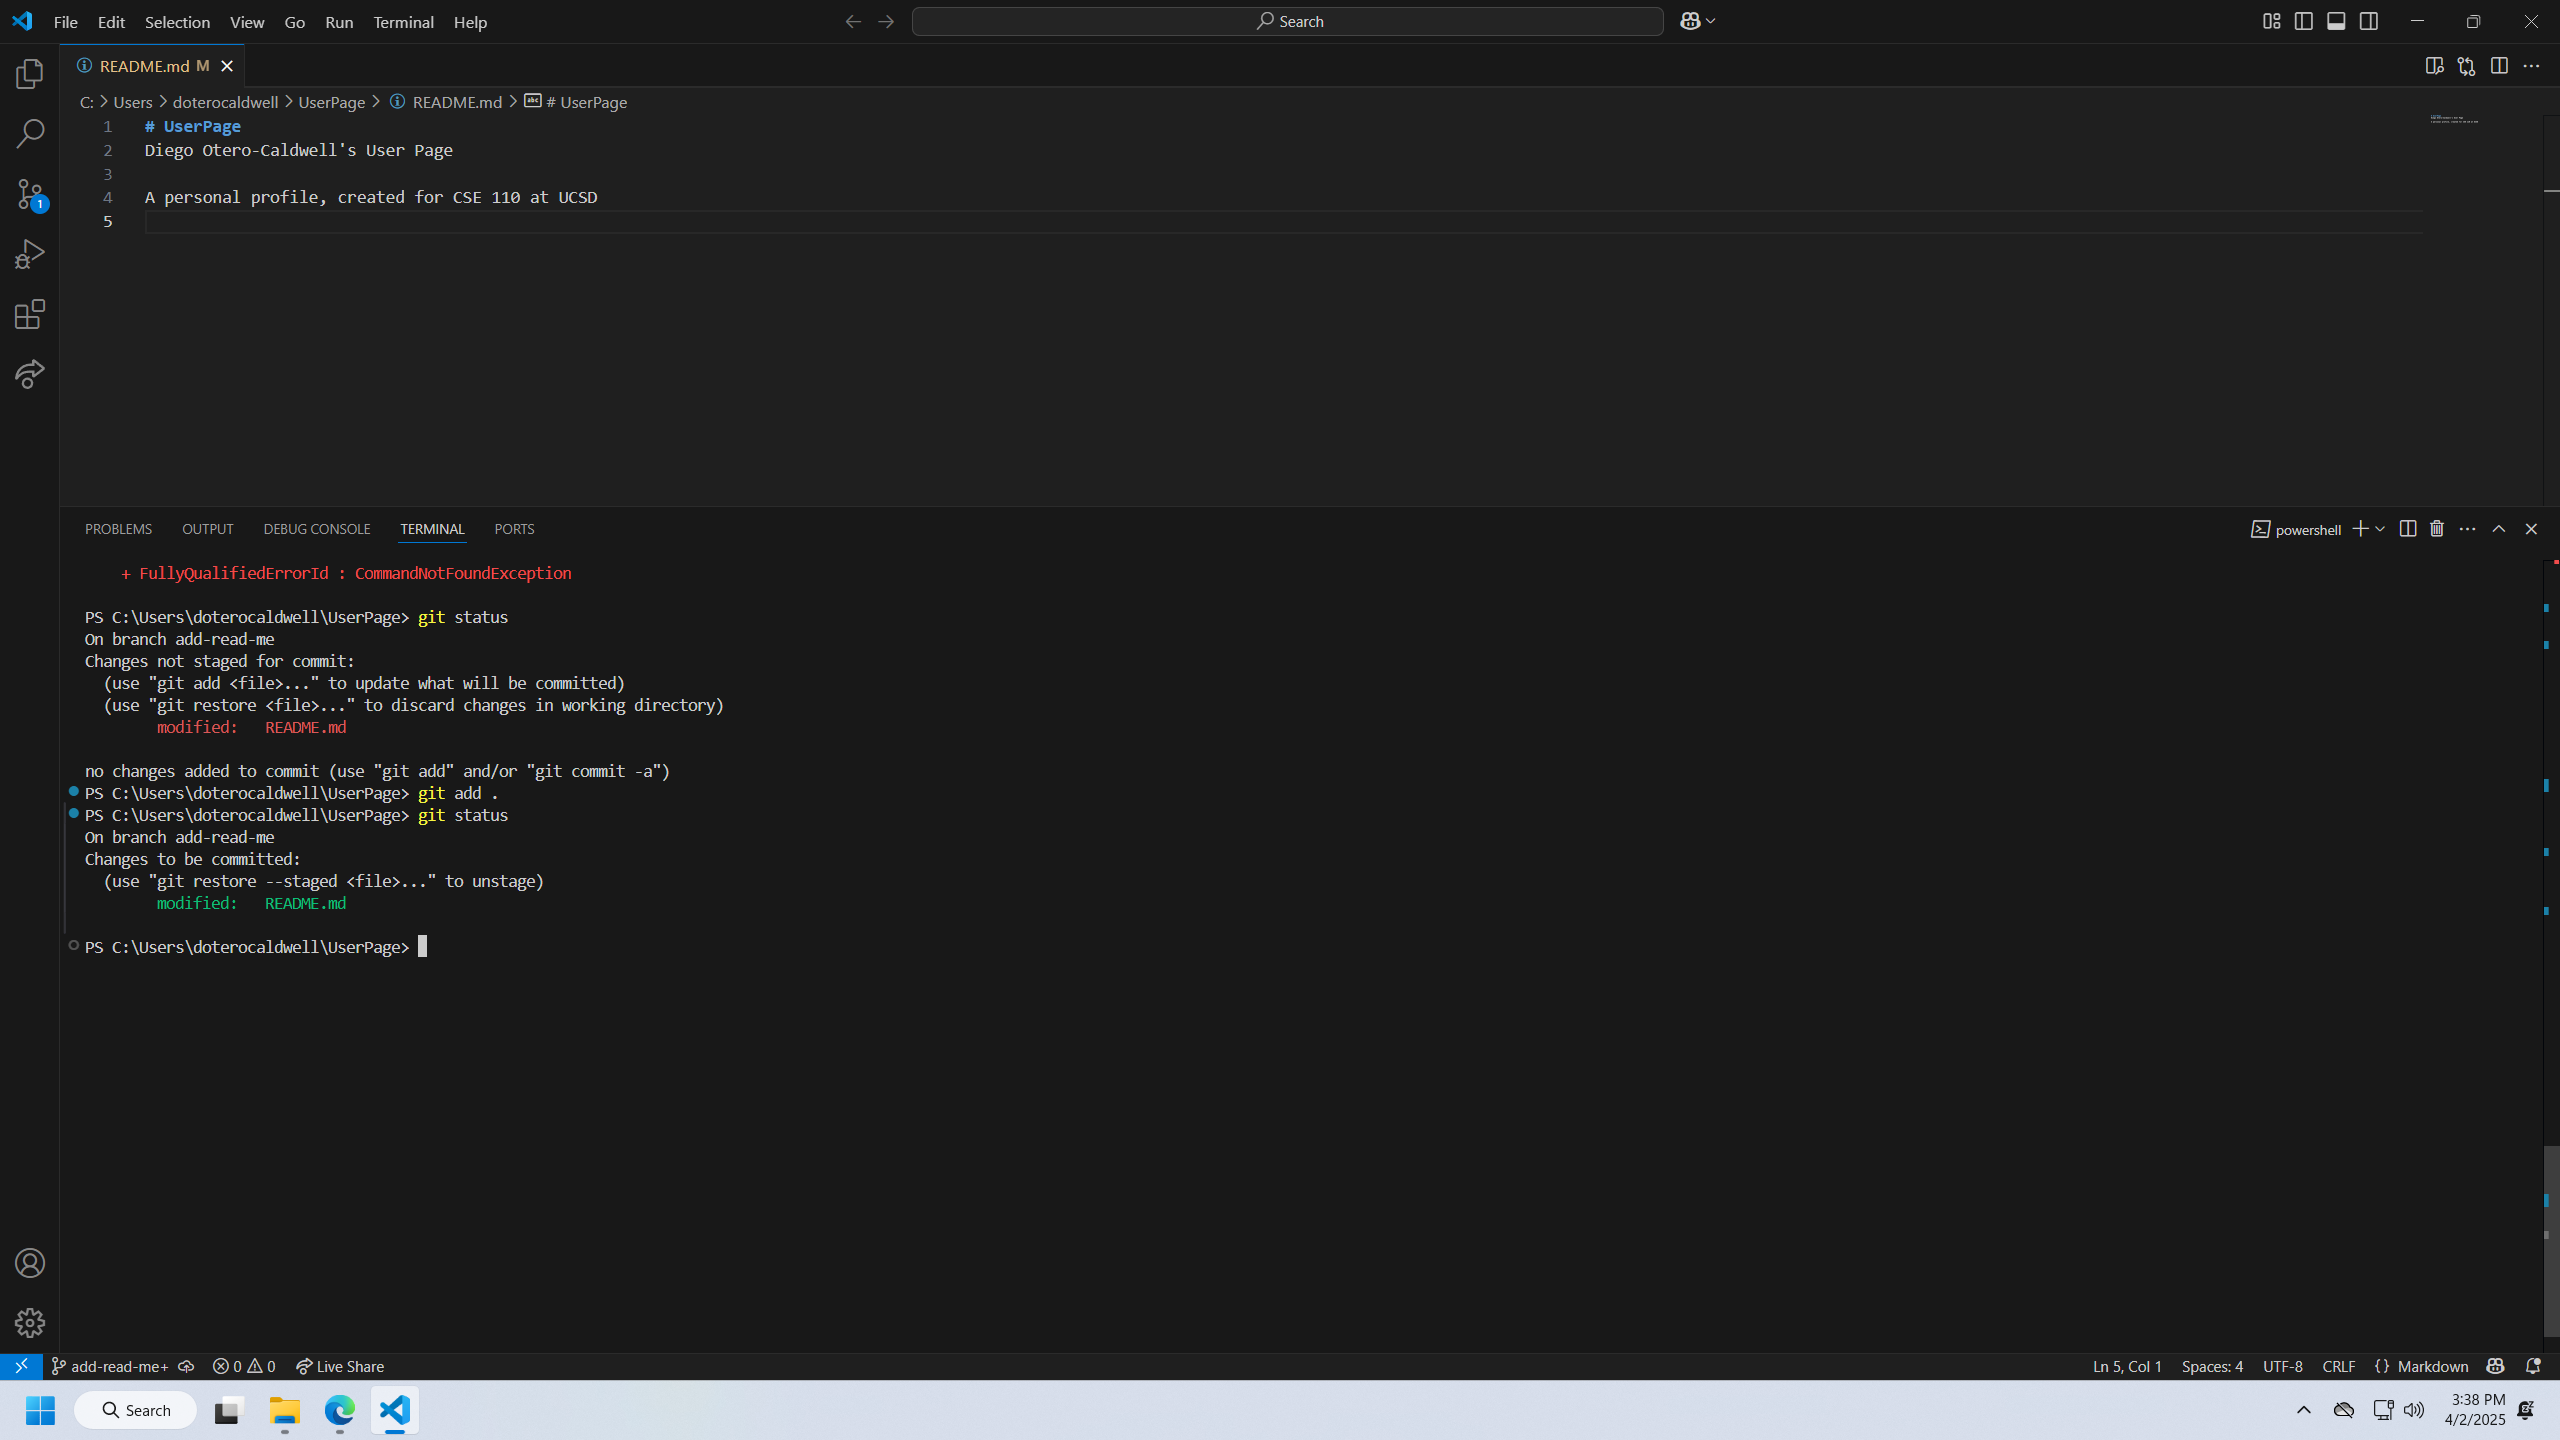 File Edit Selection View Go Run Terminal Help
Search
README.md M
C: > Users > doterocaldwell > UserPage > README.md > # UserPage
1 # UserPage
2 Diego Otero-Caldwell's User Page
3
4 A personal profile, created for CSE 110 at UCSD
5
1
PROBLEMS OUTPUT DEBUG CONSOLE TERMINAL PORTS
powershell
+ FullyQualifiedErrorId : CommandNotFoundException
PS C:\Users\doterocaldwell\UserPage> git status
On branch add-read-me
Changes not staged for commit:
(use "git add <file>..." to update what will be committed)
(use "git restore <file>..." to discard changes in working directory)
modified: README.md
no changes added to commit (use "git add" and/or "git commit -a")
PS C:\Users\doterocaldwell\UserPage> git add .
PS C:\Users\doterocaldwell\UserPage> git status
On branch add-read-me
Changes to be committed:
(use "git restore --staged <file>..." to unstage)
modified: README.md
PS C:\Users\doterocaldwell\UserPage>
add-read-me+ 0 0 Live Share
Ln 5, Col 1 Spaces: 4 UTF-8 CRLF {} Markdown
Search
3:38 PM
4/2/2025